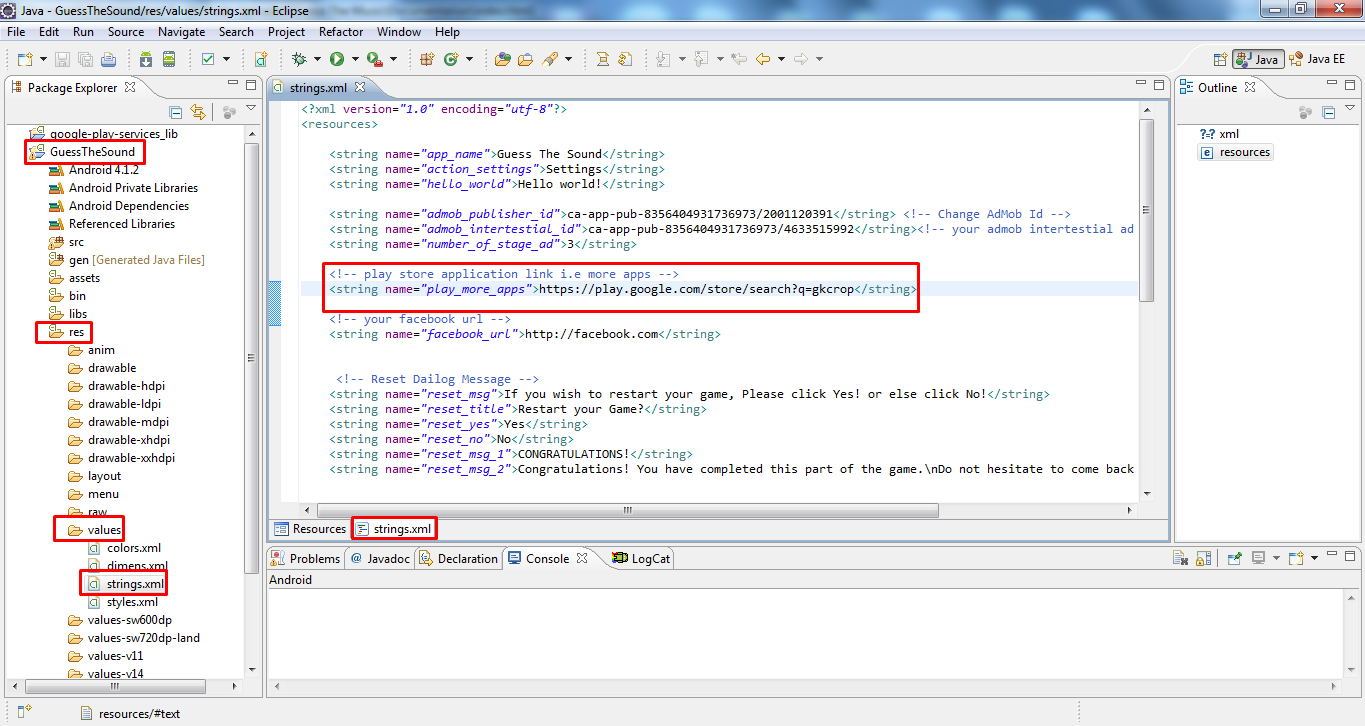 Java - GuessTheSound/res/values/strings.xml - Eclipse
File Edit Run Source Navigate Search Project Refactor Window Help
Java Java EE
Package Explorer
google-play-services_lib
GuessTheSound
Android 4.1.2
Android Private Libraries
Android Dependencies
Referenced Libraries
src
gen [Generated Java Files]
assets
bin
libs
res
anim
drawable
drawable-hdpi
drawable-ldpi
drawable-mdpi
drawable-xhdpi
drawable-xxhdpi
layout
menu
raw
values
colors.xml
dimens.xml
strings.xml
styles.xml
values-sw600dp
values-sw720dp-land
values-v11
values-v14
strings.xml
<?xml version="1.0" encoding="utf-8"?>
<resources>
<string name="app_name">Guess The Sound</string>
<string name="action_settings">Settings</string>
<string name="hello_world">Hello world!</string>
<string name="admob_publisher_id">ca-app-pub-8356404931736973/2001120391</string> <!-- Change AdMob Id -->
<string name="admob_intertestial_id">ca-app-pub-8356404931736973/4633515992</string><!-- your admob intertestial ad
<string name="number_of_stage_ad">3</string>
<!-- play store application link i.e more apps -->
<string name="play_more_apps">https://play.google.com/store/search?q=gkcrop</string>
<!-- your facebook url -->
<string name="facebook_url">http://facebook.com</string>
<!-- Reset Dailog Message -->
<string name="reset_msg">If you wish to restart your game, Please click Yes! or else click No!</string>
<string name="reset_title">Restart your Game?</string>
<string name="reset_yes">Yes</string>
<string name="reset_no">No</string>
<string name="reset_msg_1">CONGRATULATIONS!</string>
<string name="reset_msg_2">Congratulations! You have completed this part of the game.\nDo not hesitate to come back
Resources strings.xml
Outline
?=? xml
e resources
Problems @ Javadoc Declaration Console LogCat
Android
resources/#text